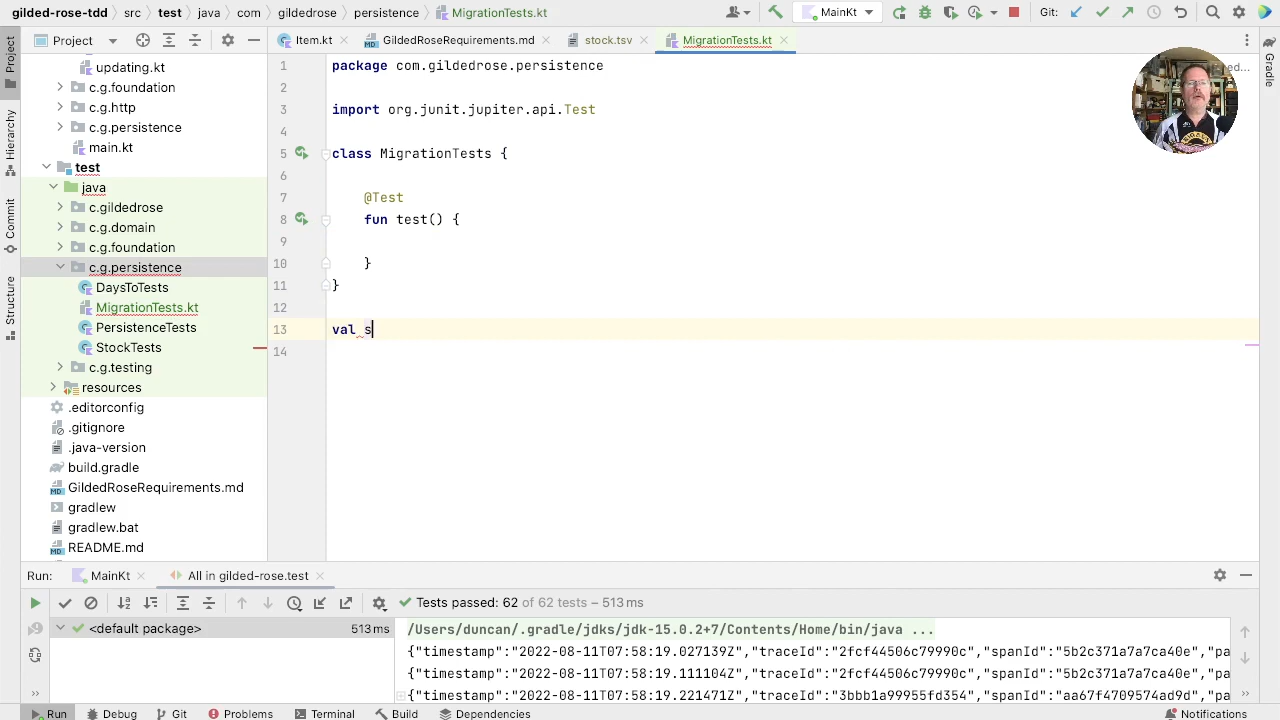 gilded-rose-tdd › src › test › java › com › gildedrose › persistence › MigrationTests.kt
MainKt
Git:
Project
Item.kt
GildedRoseRequirements.md
stock.tsv
MigrationTests.kt
Project
Hierarchy
Commit
Structure
Gradle
updating.kt
c.g.foundation
c.g.http
c.g.persistence
main.kt
test
java
c.gildedrose
c.g.domain
c.g.foundation
c.g.persistence
DaysToTests
MigrationTests.kt
PersistenceTests
StockTests
c.g.testing
resources
.editorconfig
.gitignore
.java-version
build.gradle
GildedRoseRequirements.md
gradlew
gradlew.bat
README.md
1 package com.gildedrose.persistence
2
3 import org.junit.jupiter.api.Test
4
5 class MigrationTests {
6
7 @Test
8 fun test() {
9
10 }
11 }
12
13 val s
14
Run: MainKt All in gilded-rose.test
Tests passed: 62 of 62 tests – 513 ms
<default package> 513 ms
/Users/duncan/.gradle/jdks/jdk-15.0.2+7/Contents/Home/bin/java ...
{"timestamp":"2022-08-11T07:58:19.027139Z","traceId":"2fcf44506c79990c","spanId":"5b2c371a7a7ca40e","pa
{"timestamp":"2022-08-11T07:58:19.111104Z","traceId":"2fcf44506c79990c","spanId":"5b2c371a7a7ca40e","pa
{"timestamp":"2022-08-11T07:58:19.221471Z","traceId":"3bbb1a99955fd354","spanId":"aa67f4709574ad9d","pa
Run Debug Git Problems Terminal Build Dependencies Notifications